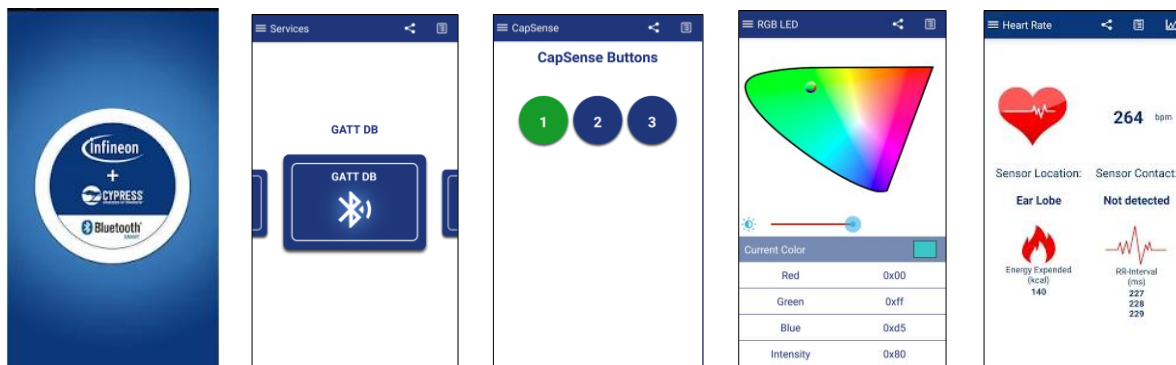 infineon
+
CYPRESS
Bluetooth
SMART
Services
GATT DB
GATT DB
CapSense
CapSense Buttons
1 2 3
RGB LED
Current Color
Red 0x00
Green 0xff
Blue 0xd5
Intensity 0x80
Heart Rate
264 bpm
Sensor Location: Sensor Contact:
Ear Lobe Not detected
Energy Expended
(kcal)
140
RR-Interval
(ms)
227
228
229